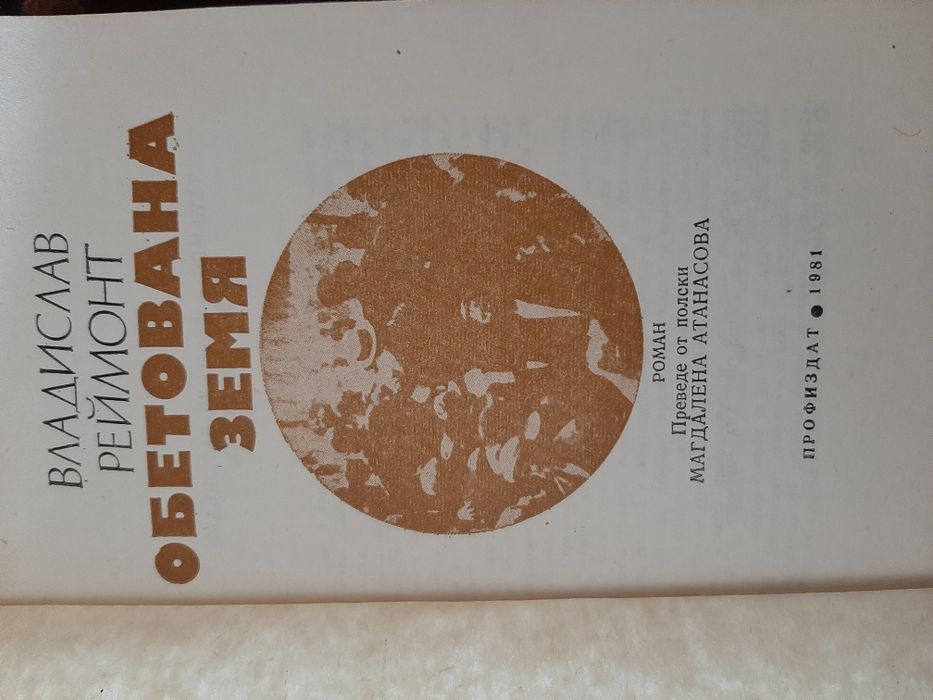 ВЛАДИСЛАВ
РЕЙМОНТ
ОБЕТОВАНА
ЗЕМЯ
РОМАН
Преведе от полски
МАГДАЛЕНА АТАНАСОВА
ПРОФИЗДАТ ● 1981